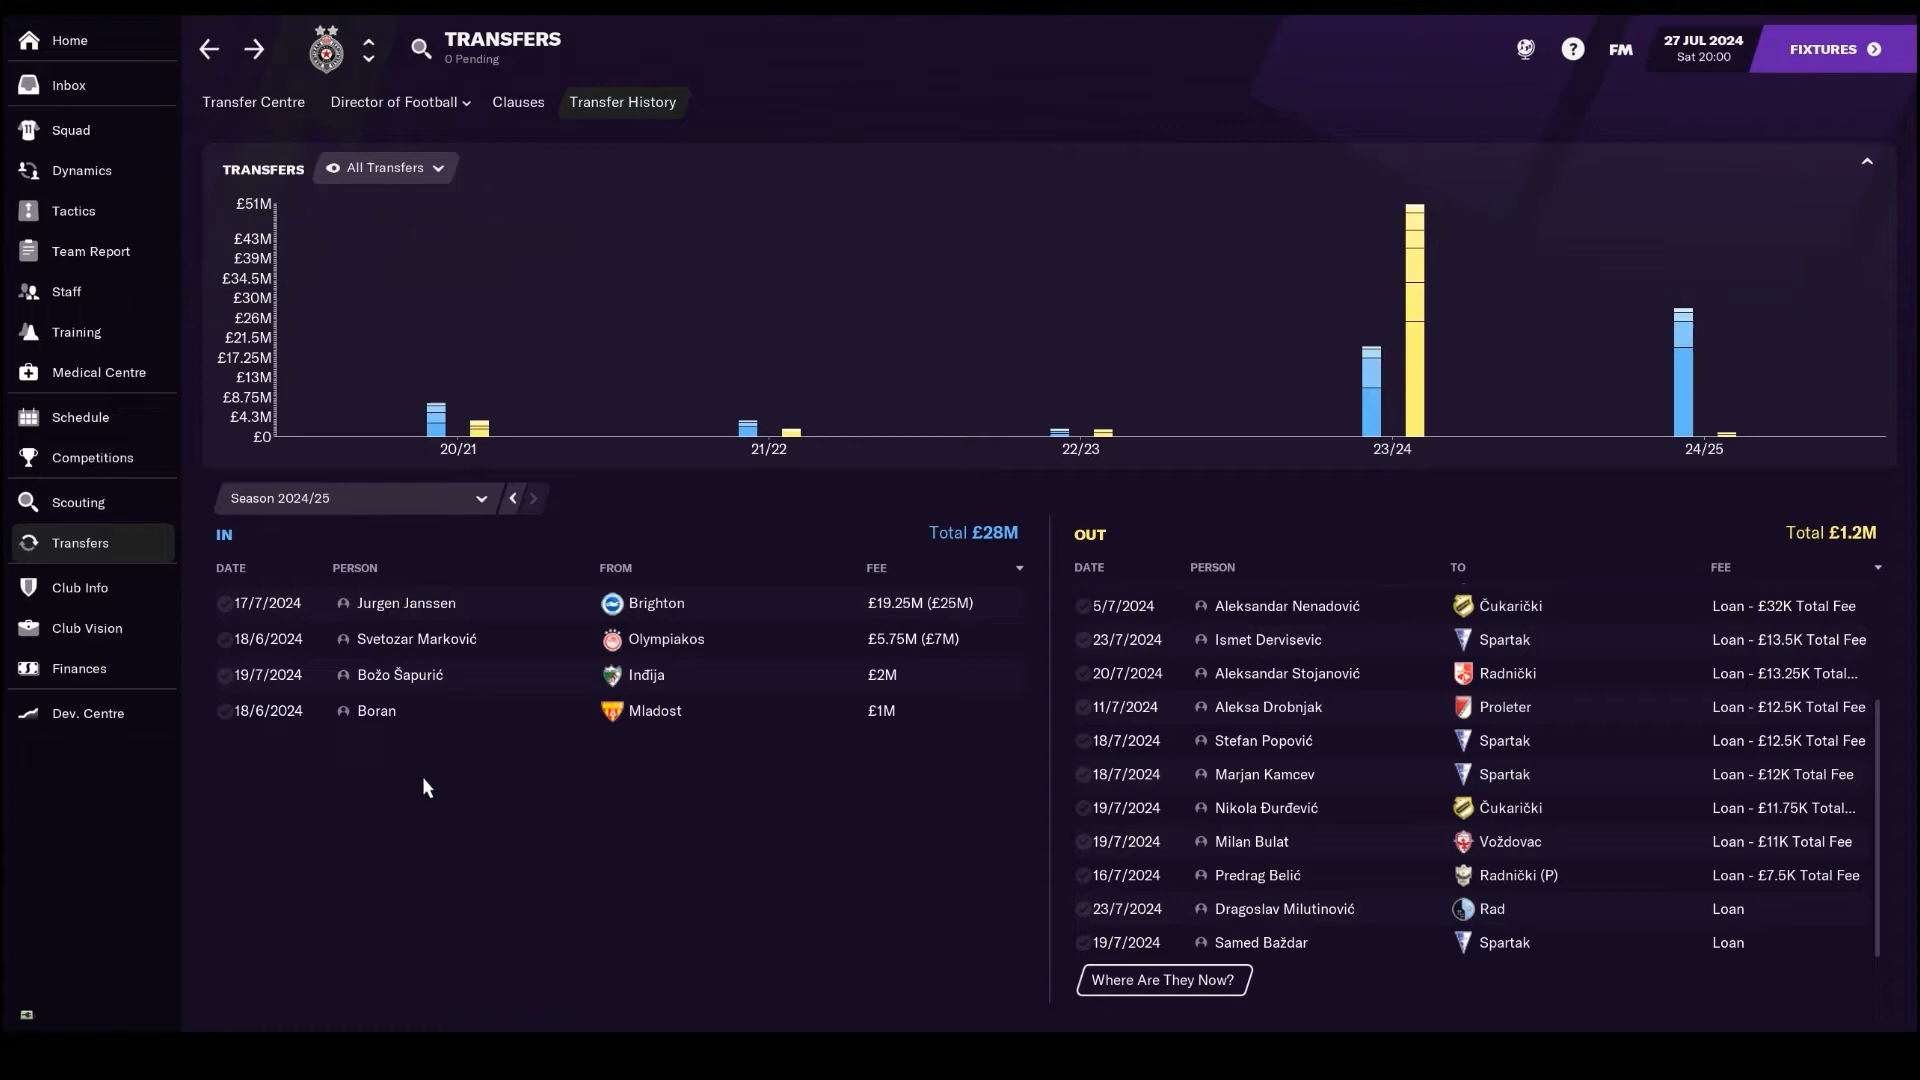 Home
Inbox
Squad
Dynamics
Tactics
Team Report
Staff
Training
Medical Centre
Schedule
Competitions
Scouting
Transfers
Club Info
Club Vision
Finances
Dev. Centre
TRANSFERS
0 Pending
? FM
27 JUL 2024
Sat 20:00
FIXTURES
Transfer Centre Director of Football Clauses Transfer History
TRANSFERS All Transfers
£51M
£43M
£39M
£34.5M
£30M
£26M
£21.5M
£17.25M
£13M
£8.75M
£4.3M
£0
20/21 21/22 22/23 23/24 24/25
Season 2024/25
IN Total £28M
DATE PERSON FROM FEE
17/7/2024 Jurgen Janssen Brighton £19.25M (£25M)
18/6/2024 Svetozar Marković Olympiakos £5.75M (£7M)
19/7/2024 Božo Šapurić Inđija £2M
18/6/2024 Boran Mladost £1M
OUT Total £1.2M
DATE PERSON TO FEE
5/7/2024 Aleksandar Nenadović Čukarički Loan - £32K Total Fee
23/7/2024 Ismet Dervisevic Spartak Loan - £13.5K Total Fee
20/7/2024 Aleksandar Stojanović Radnički Loan - £13.25K Total...
11/7/2024 Aleksa Drobnjak Proleter Loan - £12.5K Total Fee
18/7/2024 Stefan Popović Spartak Loan - £12.5K Total Fee
18/7/2024 Marjan Kamcev Spartak Loan - £12K Total Fee
19/7/2024 Nikola Đurđević Čukarički Loan - £11.75K Total...
19/7/2024 Milan Bulat Voždovac Loan - £11K Total Fee
16/7/2024 Predrag Belić Radnički (P) Loan - £7.5K Total Fee
23/7/2024 Dragoslav Milutinović Rad Loan
19/7/2024 Samed Baždar Spartak Loan
Where Are They Now?